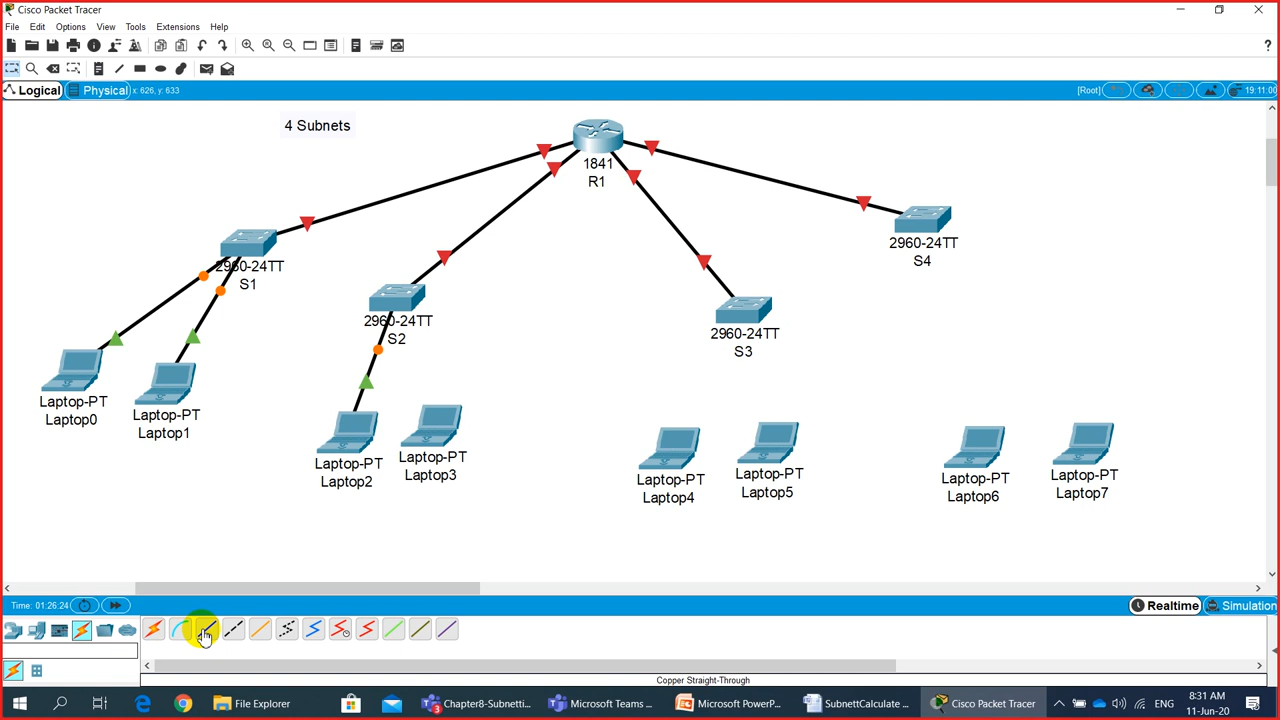 Cisco Packet Tracer
File Edit Options View Tools Extensions Help
Logical Physical x: 626, y: 633 [Root] 19:11:00
4 Subnets
1841
R1
2960-24TT
S4
2960-24TT
S1
2960-24TT
S2
2960-24TT
S3
Laptop-PT
Laptop0
Laptop-PT
Laptop1
Laptop-PT
Laptop2
Laptop-PT
Laptop3
Laptop-PT
Laptop4
Laptop-PT
Laptop5
Laptop-PT
Laptop6
Laptop-PT
Laptop7
Time: 01:26:24 Realtime Simulation
Copper Straight-Through
File Explorer 3 Chapter8-Subnetti... Microsoft Teams ... Microsoft PowerP... SubnettCalculate ... Cisco Packet Tracer ENG 8:31 AM
11-Jun-20